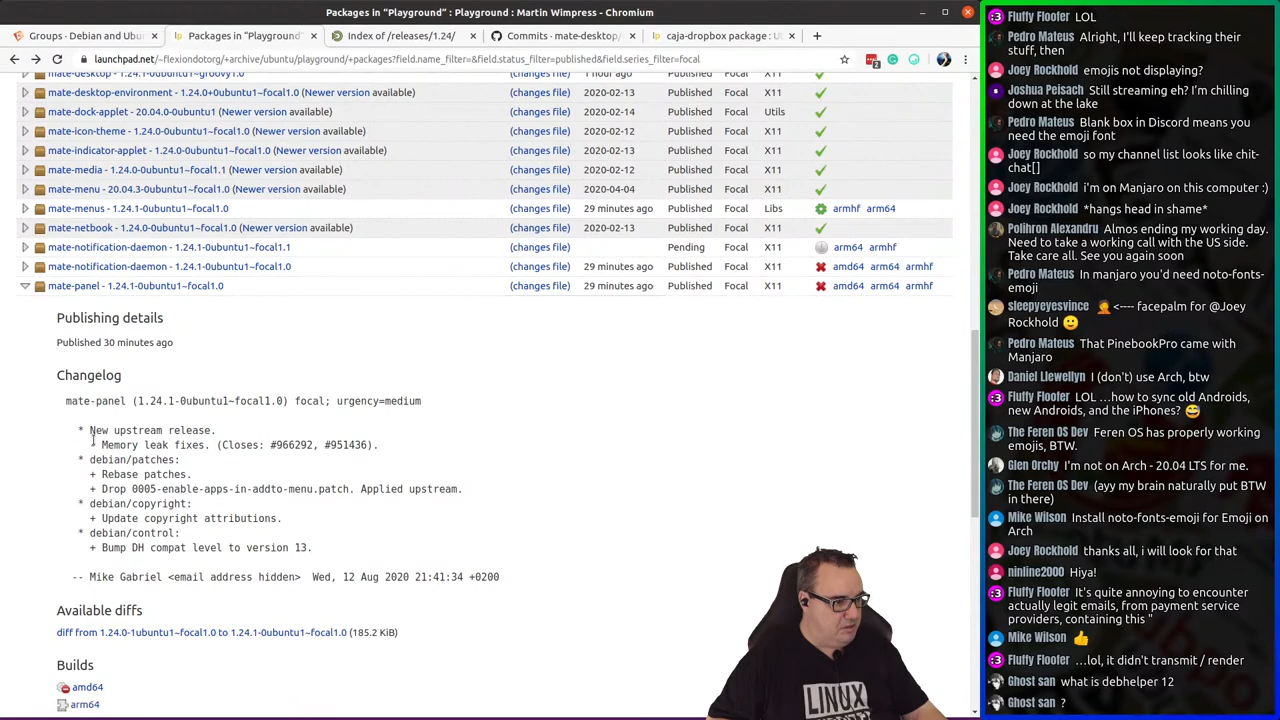 Packages in “Playground” : Playground : Martin Wimpress - Chromium
Groups - Debian and Ubun
Packages in “Playground”
Index of /releases/1.24/
Commits - mate-desktop/
caja-dropbox package : U
launchpad.net/~flexiondotorg/+archive/ubuntu/playground/+packages?field.name_filter=&field.status_filter=published&field.series_filter=focal
mate-desktop - 1.24.0-1ubuntu1~groovy1.0 1 hour ago Published Focal X11
mate-desktop-environment - 1.24.0+0ubuntu1~focal1.0 (Newer version available) (changes file) 2020-02-13 Published Focal X11
mate-dock-applet - 20.04.0-0ubuntu1~focal1.0 (Newer version available) (changes file) 2020-02-14 Published Focal Utils
mate-icon-theme - 1.24.0-0ubuntu1~focal1.0 (Newer version available) (changes file) 2020-02-12 Published Focal X11
mate-indicator-applet - 1.24.0-0ubuntu1~focal1.0 (Newer version available) (changes file) 2020-02-12 Published Focal X11
mate-media - 1.24.0-0ubuntu1~focal1.1 (Newer version available) (changes file) 2020-02-12 Published Focal X11
mate-menu - 20.04.3-0ubuntu1~focal1.0 (Newer version available) (changes file) 2020-04-04 Published Focal X11
mate-menus - 1.24.1-0ubuntu1~focal1.0 (changes file) 29 minutes ago Published Focal Libs armhf arm64
mate-netbook - 1.24.0-0ubuntu1~focal1.0 (Newer version available) (changes file) 2020-02-13 Published Focal X11
mate-notification-daemon - 1.24.1-0ubuntu1~focal1.1 (changes file) Pending Focal X11 arm64 armhf
mate-notification-daemon - 1.24.1-0ubuntu1~focal1.0 (changes file) 29 minutes ago Published Focal X11 amd64 arm64 armhf
mate-panel - 1.24.1-0ubuntu1~focal1.0 (changes file) 29 minutes ago Published Focal X11 amd64 arm64 armhf
Publishing details
Published 30 minutes ago
Changelog
mate-panel (1.24.1-0ubuntu1~focal1.0) focal; urgency=medium
* New upstream release.
Memory leak fixes. (Closes: #966292, #951436).
* debian/patches:
+ Rebase patches.
+ Drop 0005-enable-apps-in-addto-menu.patch. Applied upstream.
* debian/copyright:
+ Update copyright attributions.
* debian/control:
+ Bump DH compat level to version 13.
-- Mike Gabriel <email address hidden> Wed, 12 Aug 2020 21:41:34 +0200
Available diffs
diff from 1.24.0-1ubuntu1~focal1.0 to 1.24.1-0ubuntu1~focal1.0 (185.2 KiB)
Builds
amd64
arm64
LINUX
Fluffy Floofer LOL
Pedro Mateus Alright, I'll keep tracking their
stuff, then
Joey Rockhold emojis not displaying?
Joshua Peisach Still streaming eh? I’m chilling
down at the lake
Pedro Mateus Blank box in Discord means you
need the emoji font
Joey Rockhold so my channel list looks like chit-
chat[]
Joey Rockhold i'm on Manjaro on this computer :)
Joey Rockhold *hangs head in shame*
Polihron Alexandru Almos ending my working day.
Need to take a working call with the US side.
Take care all. See you again soon
Pedro Mateus In manjaro you'd need noto-fonts-
emoji
sleepyeyesvince 🤦 <---- facepalm for @Joey
Rockhold 🙂
Pedro Mateus That PinebookPro came with
Manjaro
Daniel Llewellyn I (don't) use Arch, btw
Fluffy Floofer LOL ...how to sync old Androids,
new Androids, and the iPhones? 😅
The Feren OS Dev Feren OS has properly working
emojis, BTW.
Glen Orchy I'm not on Arch - 20.04 LTS for me.
The Feren OS Dev (ayy my brain naturally put BTW
in there)
Mike Wilson Install noto-fonts-emoji for Emoji on
Arch
Joey Rockhold thanks all, i will look for that
ninline2000 Hiya!
Fluffy Floofer It's quite annoying to encounter
actually legit emails, from payment service
providers, containing this "
Mike Wilson 👍
Fluffy Floofer ...lol, it didn't transmit / render
Ghost san what is debhelper 12
Ghost san ?